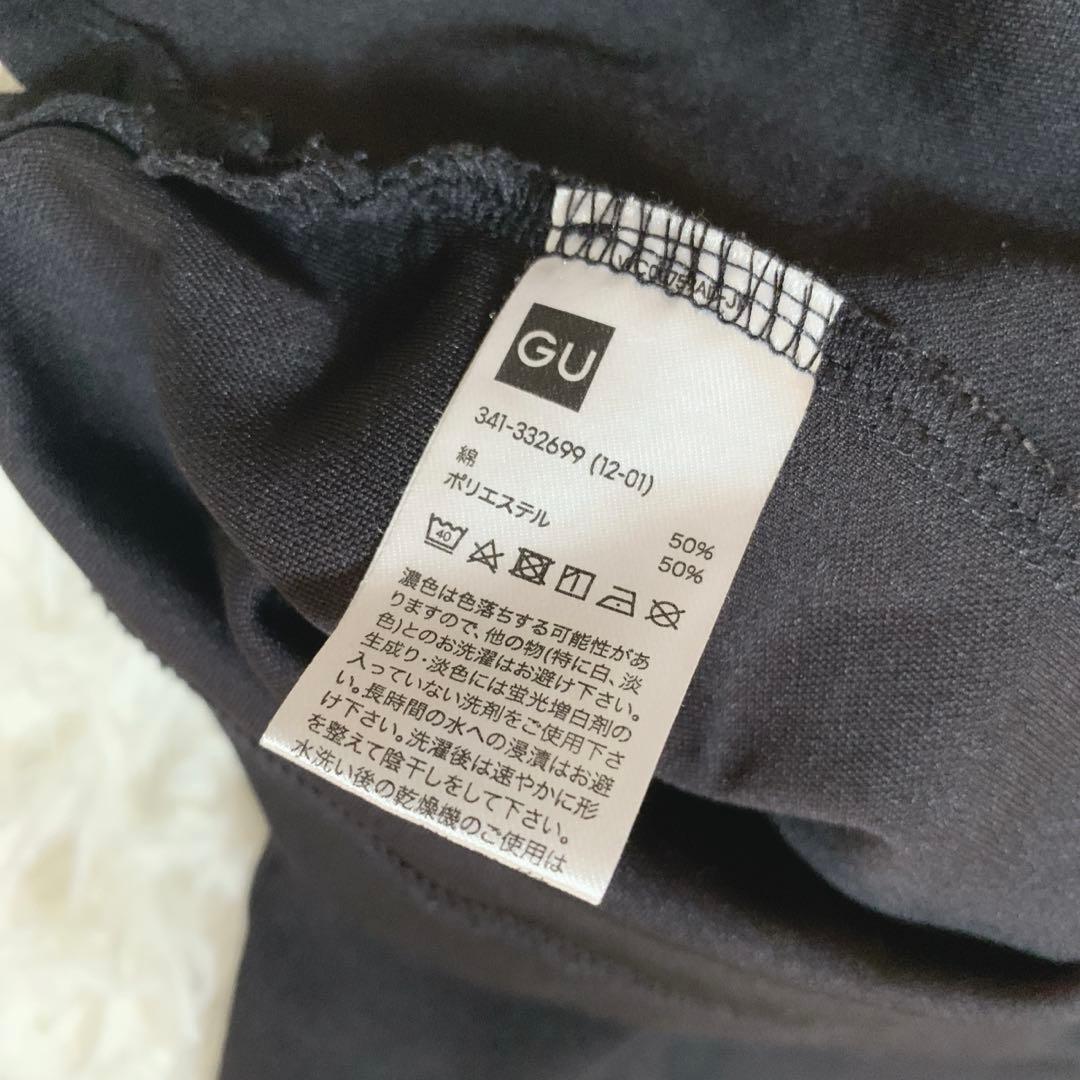 GU
341-332699 (12-01)
綿 50%
ポリエステル 50%
40
濃色は色落ちする可能性があ
りますので、他の物(特に白、淡
色)とのお洗濯はお避け下さい。
生成り・淡色には蛍光増白剤の
入っていない洗剤をご使用下さ
い。長時間の水への浸漬はお避
け下さい。洗濯後は速やかに形
を整えて陰干しをして下さい。
水洗い後の乾燥機のご使用は